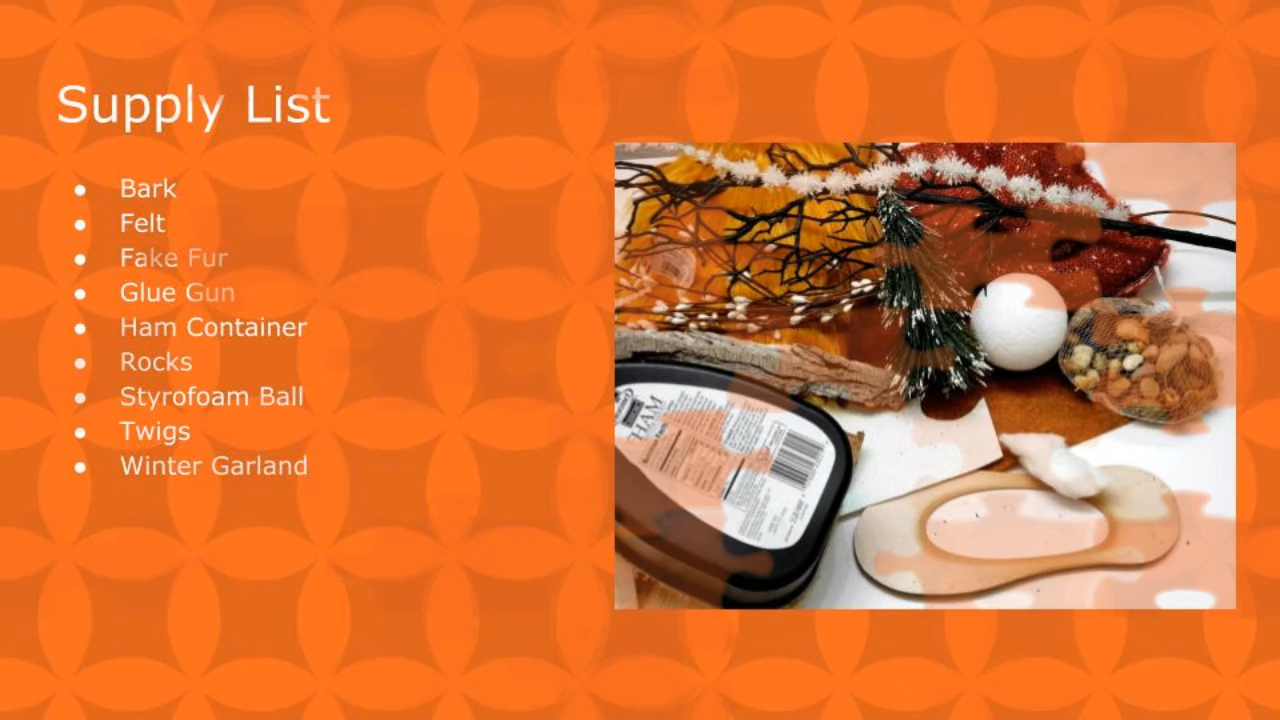 Supply List
Bark
Felt
Fake Fur
Glue Gun
Ham Container
Rocks
Styrofoam Ball
Twigs
Winter Garland
HAM